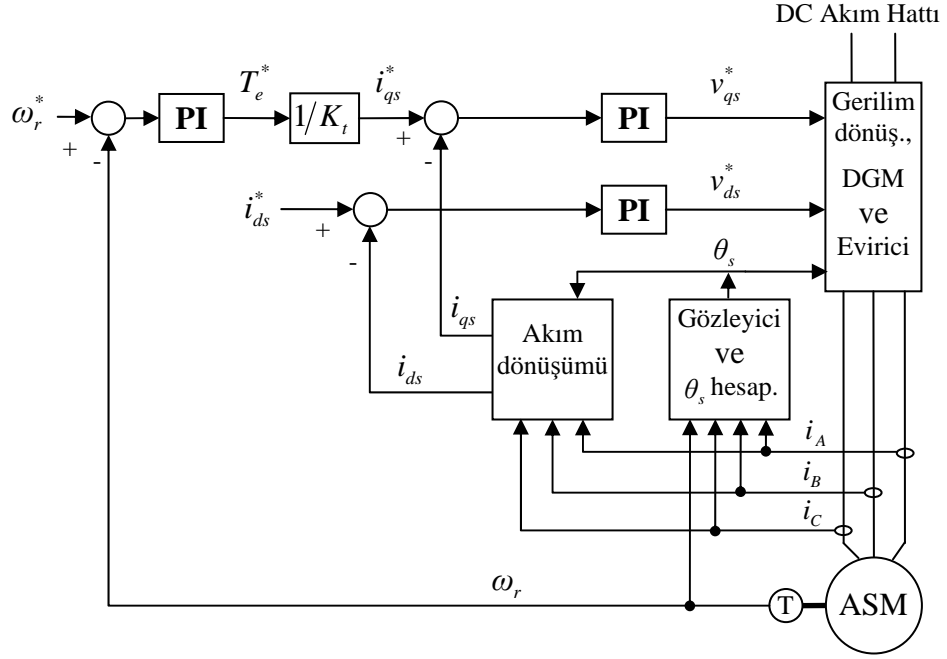 DC Akım Hattı
ω_r^*
+
-
PI
T_e^*
1/K_t
i_qs^*
+
-
PI
v_qs^*
Gerilim
dönüş.,
DGM
ve
Evirici
i_ds^*
+
-
PI
v_ds^*
θ_s
i_qs
i_ds
Akım
dönüşümü
Gözleyici
ve
θ_s hesap.
i_A
i_B
i_C
ω_r
T
ASM